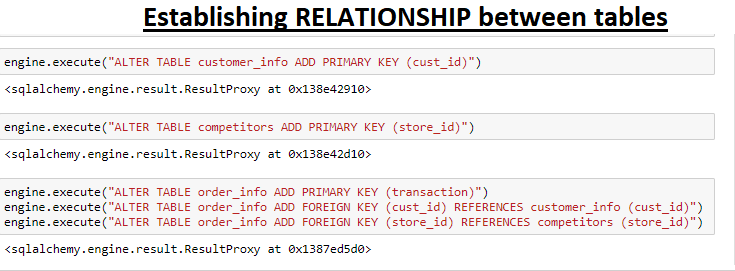 Establishing RELATIONSHIP between tables
engine.execute("ALTER TABLE customer_info ADD PRIMARY KEY (cust_id)")
<sqlalchemy.engine.result.ResultProxy at 0x138e42910>
engine.execute("ALTER TABLE competitors ADD PRIMARY KEY (store_id)")
<sqlalchemy.engine.result.ResultProxy at 0x138e42d10>
engine.execute("ALTER TABLE order_info ADD PRIMARY KEY (transaction)")
engine.execute("ALTER TABLE order_info ADD FOREIGN KEY (cust_id) REFERENCES customer_info (cust_id)")
engine.execute("ALTER TABLE order_info ADD FOREIGN KEY (store_id) REFERENCES competitors (store_id)")
<sqlalchemy.engine.result.ResultProxy at 0x1387ed5d0>